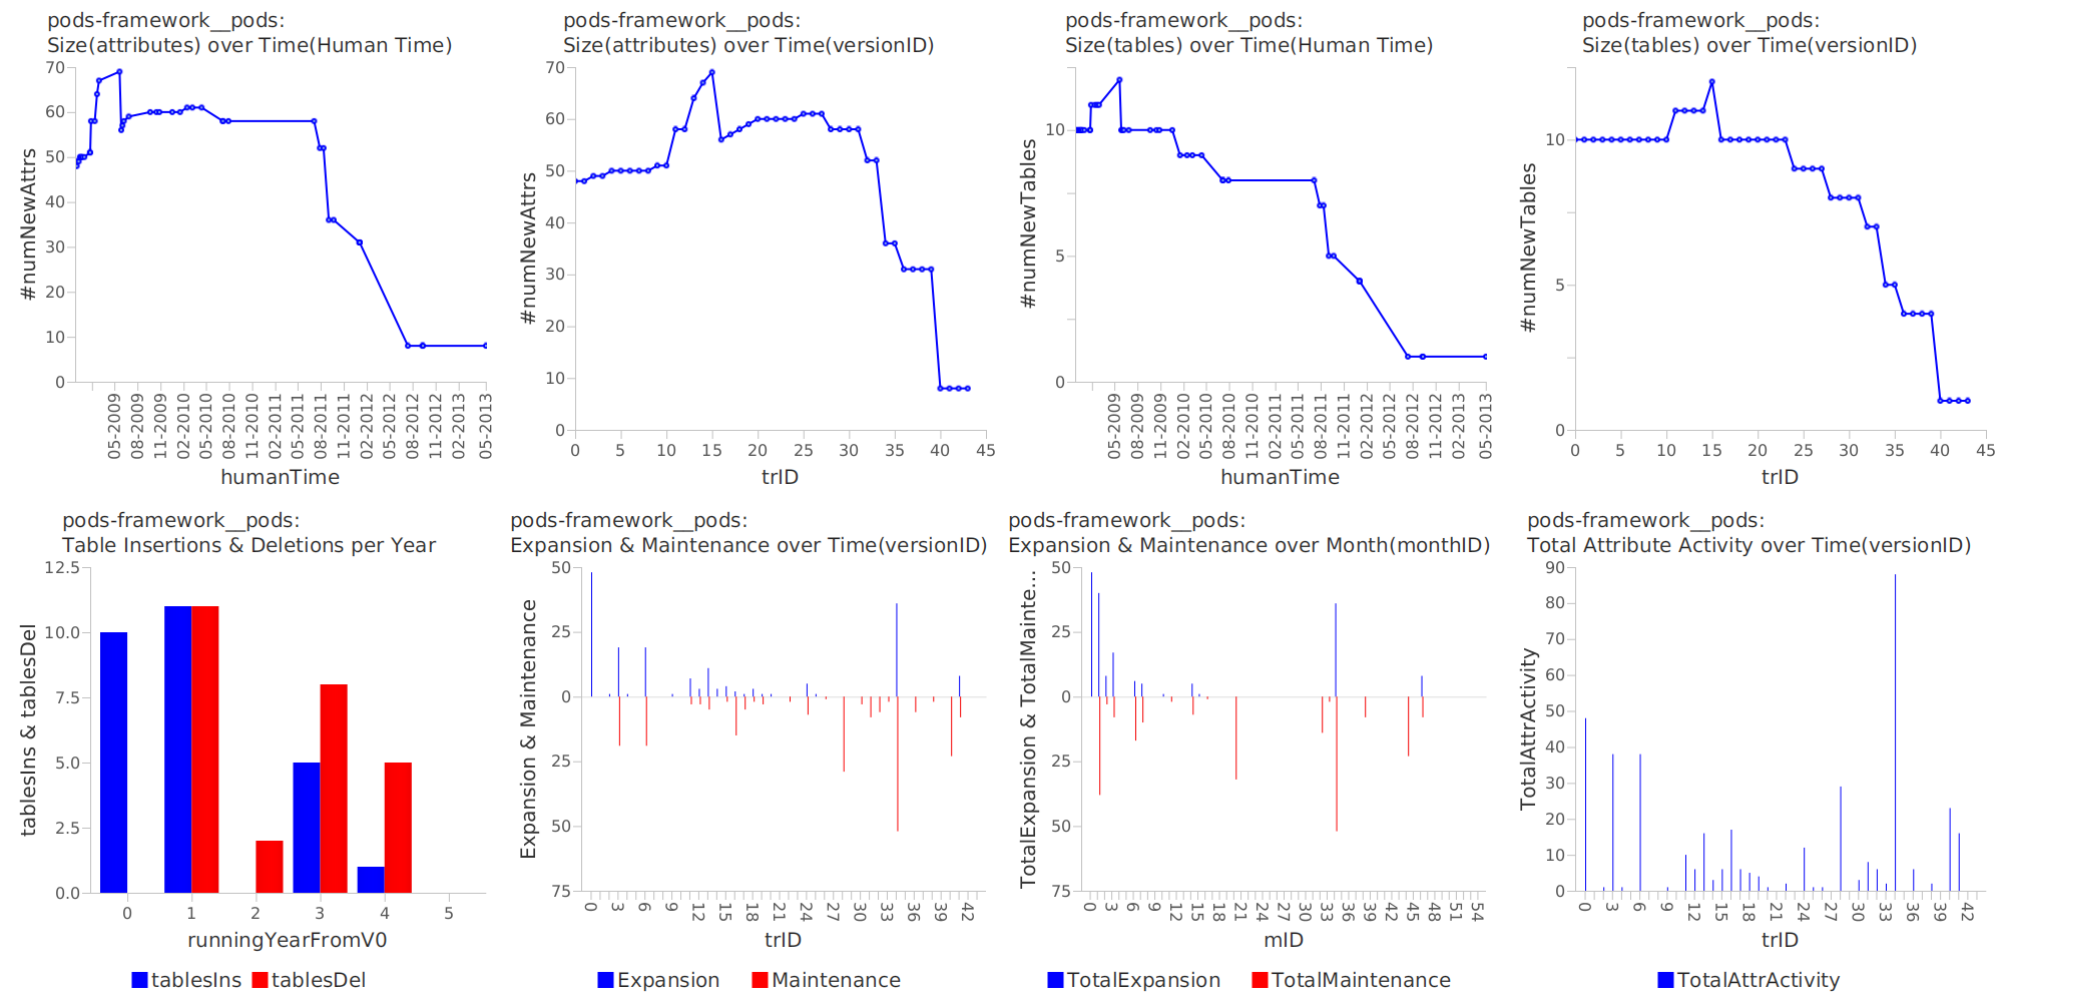 pods-framework__pods:
Size(attributes) over Time(Human Time)
70
60
50
40
30
20
10
0
#numNewAttrs
05-2009
08-2009
11-2009
02-2010
05-2010
08-2010
11-2010
02-2011
05-2011
08-2011
11-2011
02-2012
05-2012
08-2012
11-2012
02-2013
05-2013
humanTime
pods-framework__pods:
Size(attributes) over Time(versionID)
70
60
50
40
30
20
10
0
#numNewAttrs
0 5 10 15 20 25 30 35 40 45
trID
pods-framework__pods:
Size(tables) over Time(Human Time)
10
5
0
#numNewTables
05-2009
08-2009
11-2009
02-2010
05-2010
08-2010
11-2010
02-2011
05-2011
08-2011
11-2011
02-2012
05-2012
08-2012
11-2012
02-2013
05-2013
humanTime
pods-framework__pods:
Size(tables) over Time(versionID)
10
5
0
#numNewTables
0 5 10 15 20 25 30 35 40 45
trID
pods-framework__pods:
Table Insertions & Deletions per Year
12.5
10.0
7.5
5.0
2.5
0.0
tablesIns & tablesDel
0 1 2 3 4 5
runningYearFromV0
tablesIns tablesDel
pods-framework__pods:
Expansion & Maintenance over Time(versionID)
50
25
0
25
50
75
Expansion & Maintenance
0 3 6 9 12 15 18 21 24 27 30 33 36 39 42
trID
Expansion Maintenance
pods-framework__pods:
Expansion & Maintenance over Month(monthID)
50
25
0
25
50
75
TotalExpansion & TotalMainte...
0 3 6 9 12 15 18 21 24 27 30 33 36 39 42 45 48 51 54
mID
TotalExpansion TotalMaintenance
pods-framework__pods:
Total Attribute Activity over Time(versionID)
90
80
70
60
50
40
30
20
10
0
TotalAttrActivity
0 3 6 9 12 15 18 21 24 27 30 33 36 39 42
trID
TotalAttrActivity